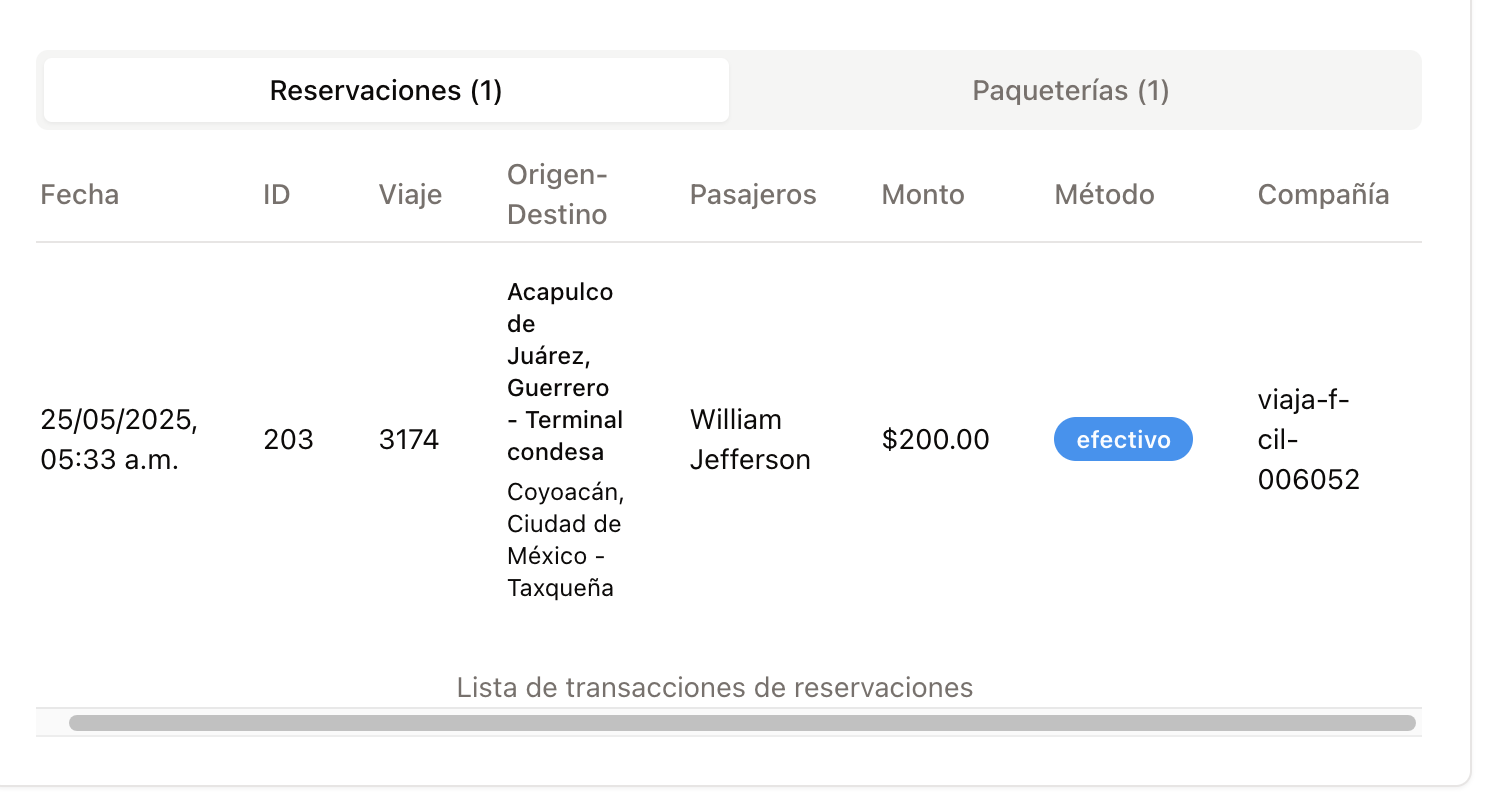 Reservaciones (1)
Paqueterías (1)
Fecha
ID
Viaje
Origen-
Destino
Pasajeros
Monto
Método
Compañía
25/05/2025,
05:33 a.m.
203
3174
Acapulco
de
Juárez,
Guerrero
- Terminal
condesa
Coyoacán,
Ciudad de
México -
Taxqueña
William
Jefferson
$200.00
efectivo
viaja-f-
cil-
006052
Lista de transacciones de reservaciones